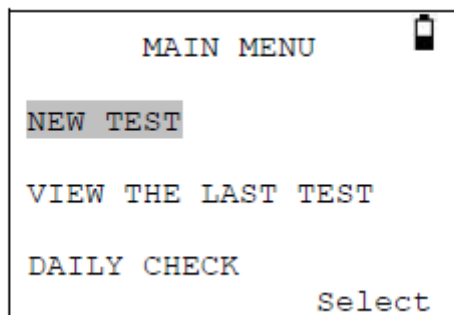 MAIN MENU
NEW TEST
VIEW THE LAST TEST
DAILY CHECK
Select